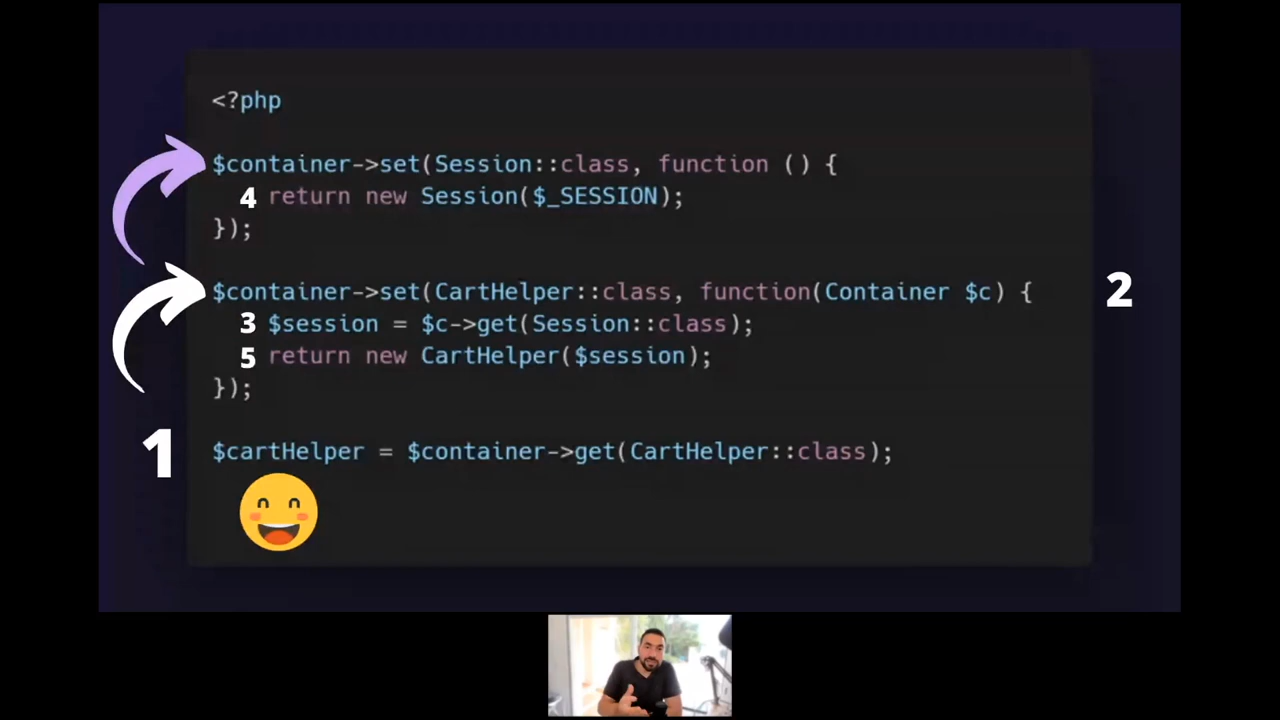 <?php
$container->set(Session::class, function () {
4 return new Session($_SESSION);
});
$container->set(CartHelper::class, function(Container $c) { 2
3 $session = $c->get(Session::class);
5 return new CartHelper($session);
});
1 $cartHelper = $container->get(CartHelper::class);